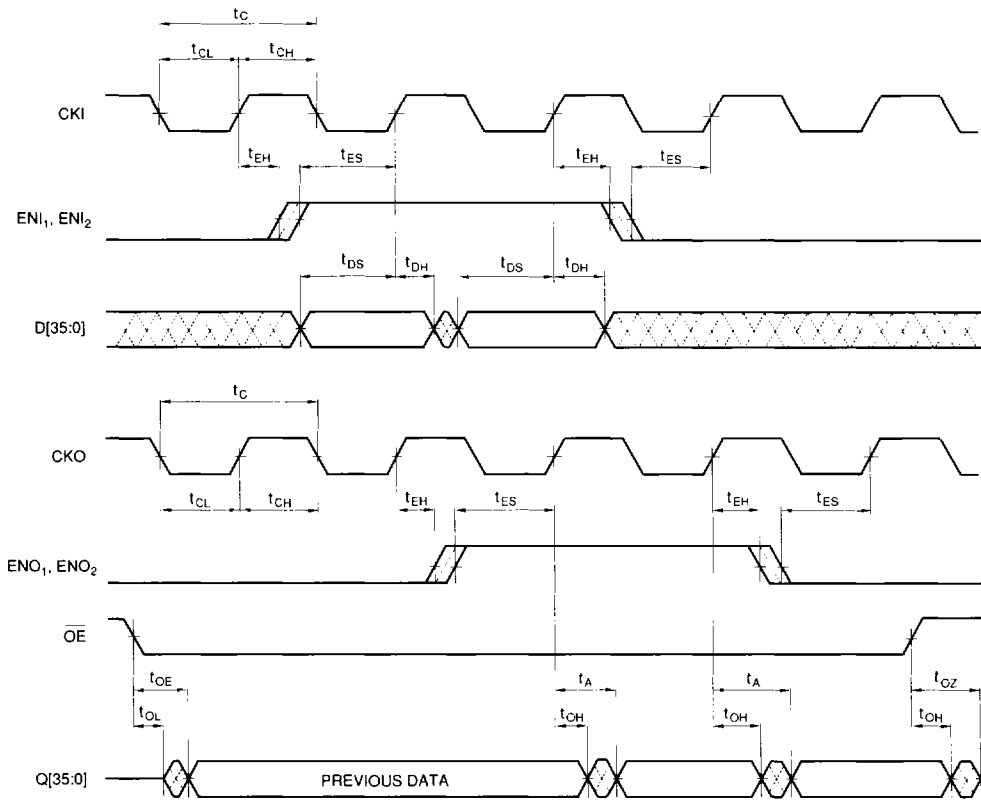 tC
tCL tCH
CKI
tEH tES tEH tES
ENI1, ENI2
tDS tDH tDS tDH
D[35:0]
tC
CKO
tCL tCH tEH tES tEH tES
ENO1, ENO2
OE
tOE tA tA tOZ
tOL tOH tOH tOH
Q[35:0] PREVIOUS DATA